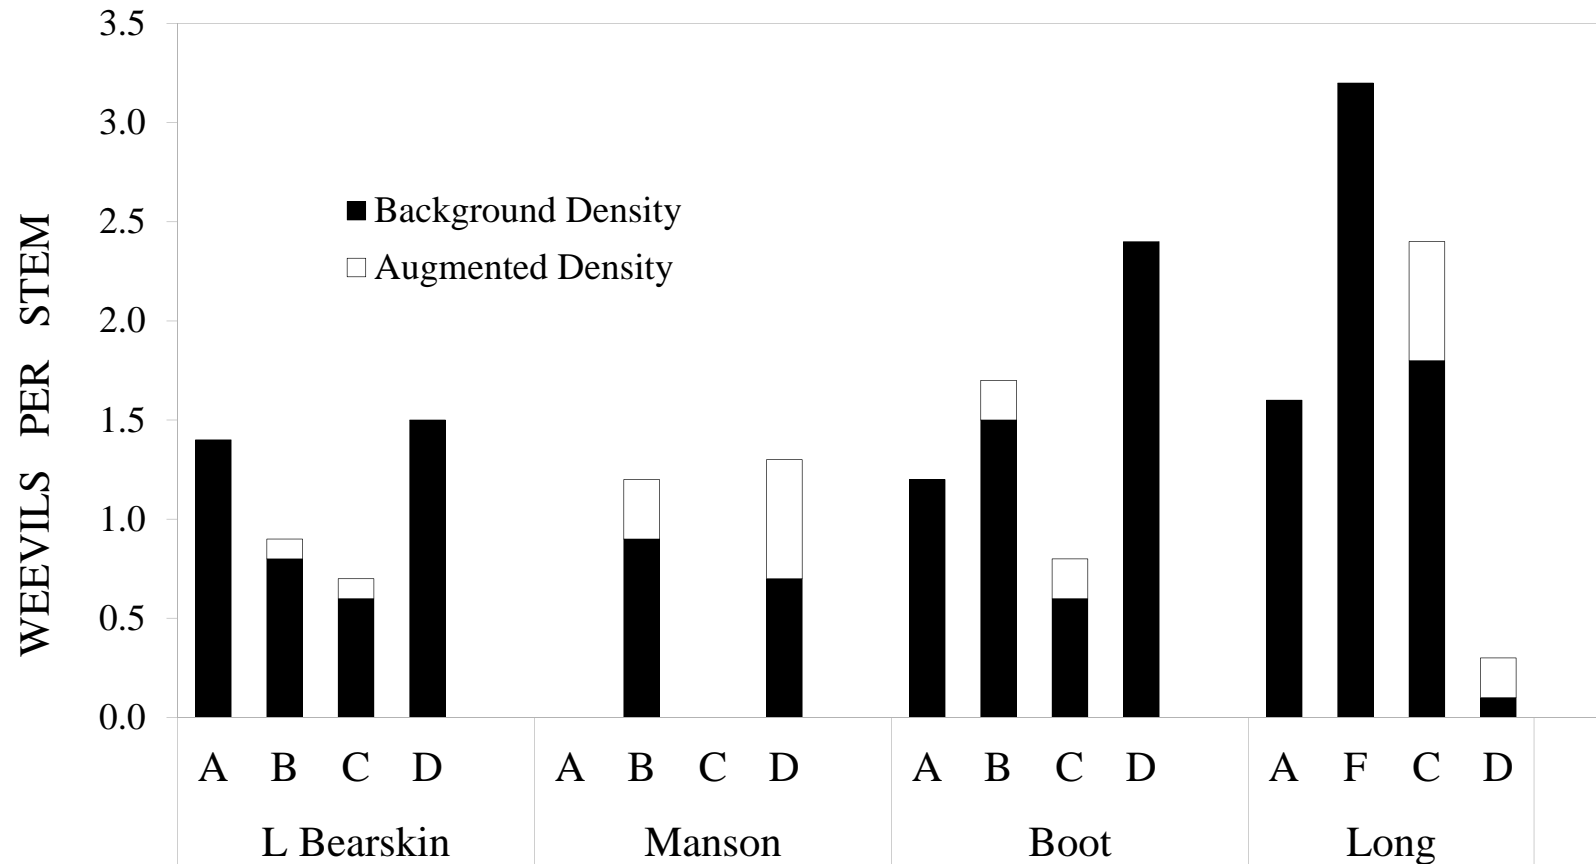 3.5
3.0
2.5
2.0
1.5
1.0
0.5
0.0
WEEVILS PER STEM
Background Density
Augmented Density
A B C D A B C D A B C D A F C D
L Bearskin Manson Boot Long